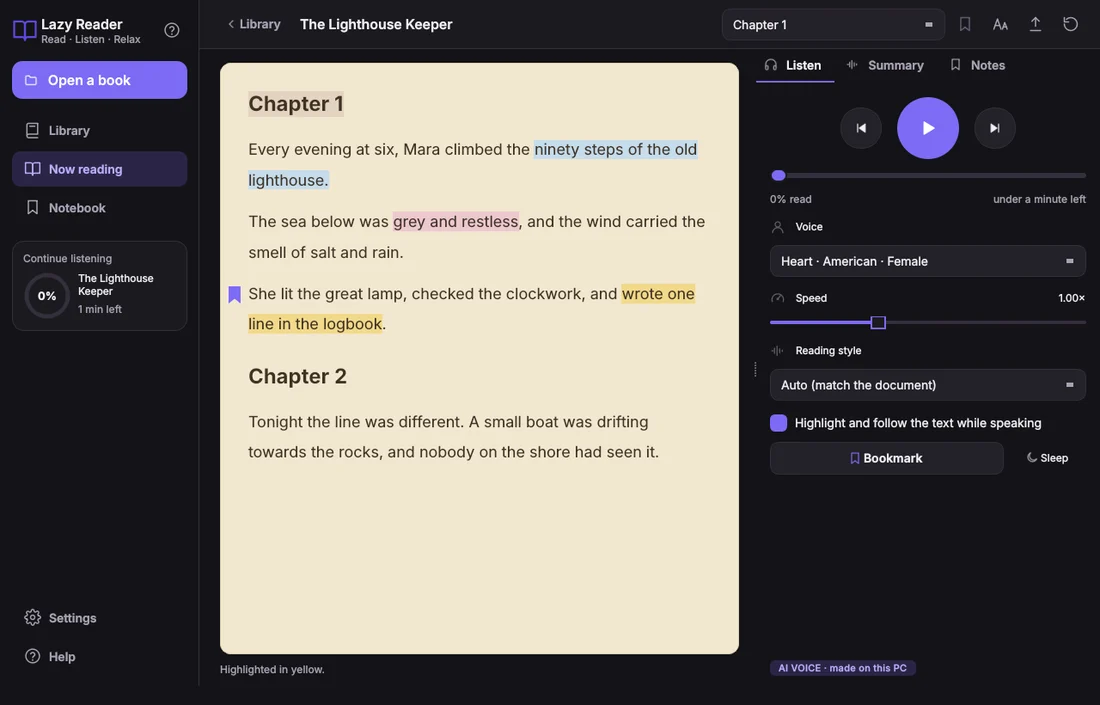 Lazy Reader
Read · Listen · Relax
Open a book
Library
Now reading
Notebook
Continue listening
0%
The Lighthouse
Keeper
1 min left
Settings
Help
Library
The Lighthouse Keeper
Chapter 1
AA
Chapter 1
Every evening at six, Mara climbed the ninety steps of the old
lighthouse.
The sea below was grey and restless, and the wind carried the
smell of salt and rain.
She lit the great lamp, checked the clockwork, and wrote one
line in the logbook.
Chapter 2
Tonight the line was different. A small boat was drifting
towards the rocks, and nobody on the shore had seen it.
Highlighted in yellow.
Listen
Summary
Notes
0% read
under a minute left
Voice
Heart · American · Female
Speed
1.00×
Reading style
Auto (match the document)
Highlight and follow the text while speaking
Bookmark
Sleep
AI VOICE · made on this PC